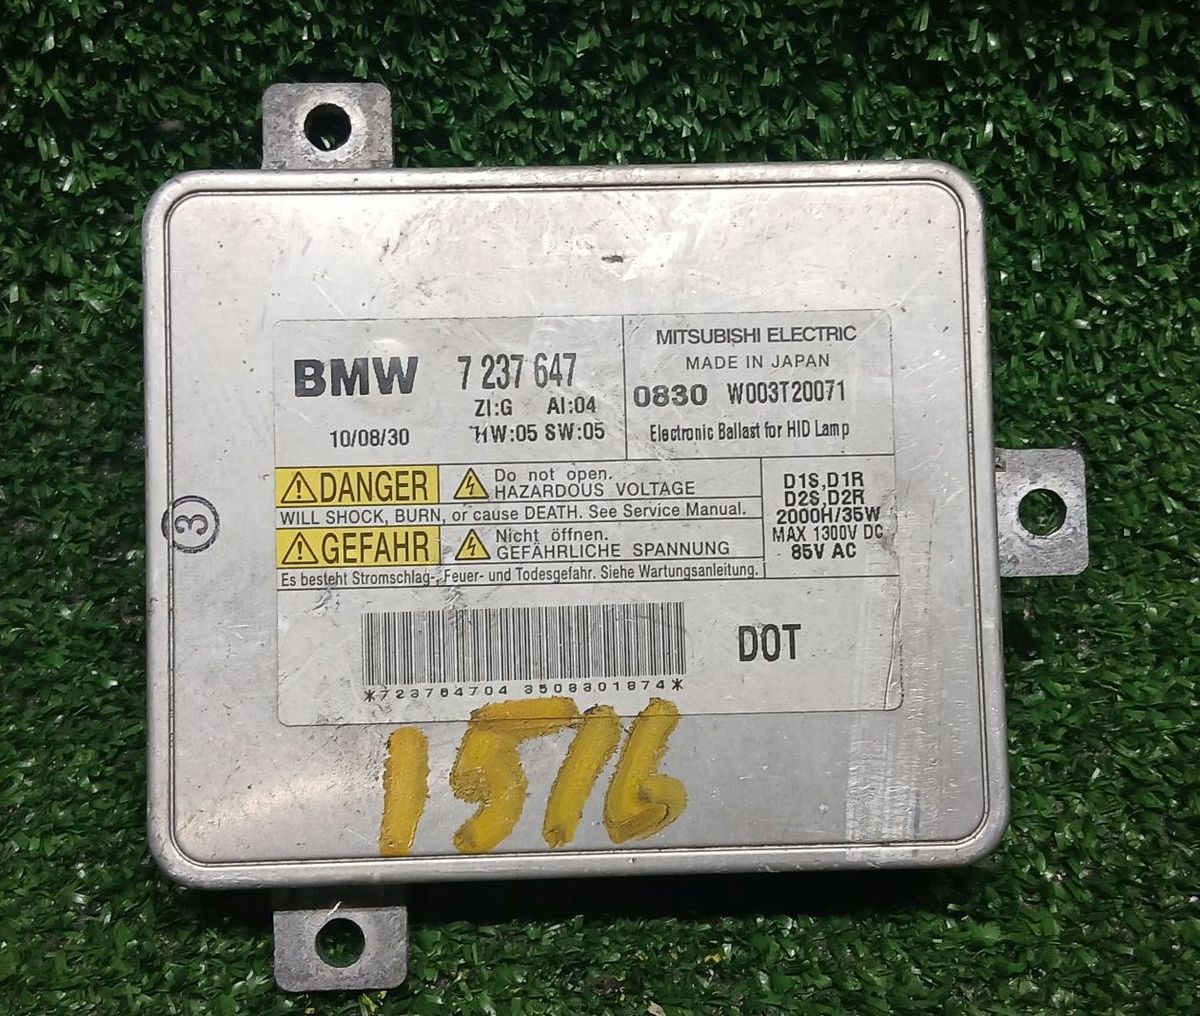 BMW 7 237 647
ZI:G AI:04
10/08/30 HW:05 SW:05
MITSUBISHI ELECTRIC
MADE IN JAPAN
0830 W003T20071
Electronic Ballast for HID Lamp
DANGER
Do not open.
HAZARDOUS VOLTAGE
WILL SHOCK, BURN, or cause DEATH. See Service Manual.
GEFAHR
Nicht öffnen.
GEFÄHRLICHE SPANNUNG
Es besteht Stromschlag-, Feuer- und Todesgefahr. Siehe Wartungsanleitung.
D1S,D1R
D2S,D2R
2000H/35W
MAX 1300V DC
85V AC
3
DOT
*723764704 3508301874*
1516